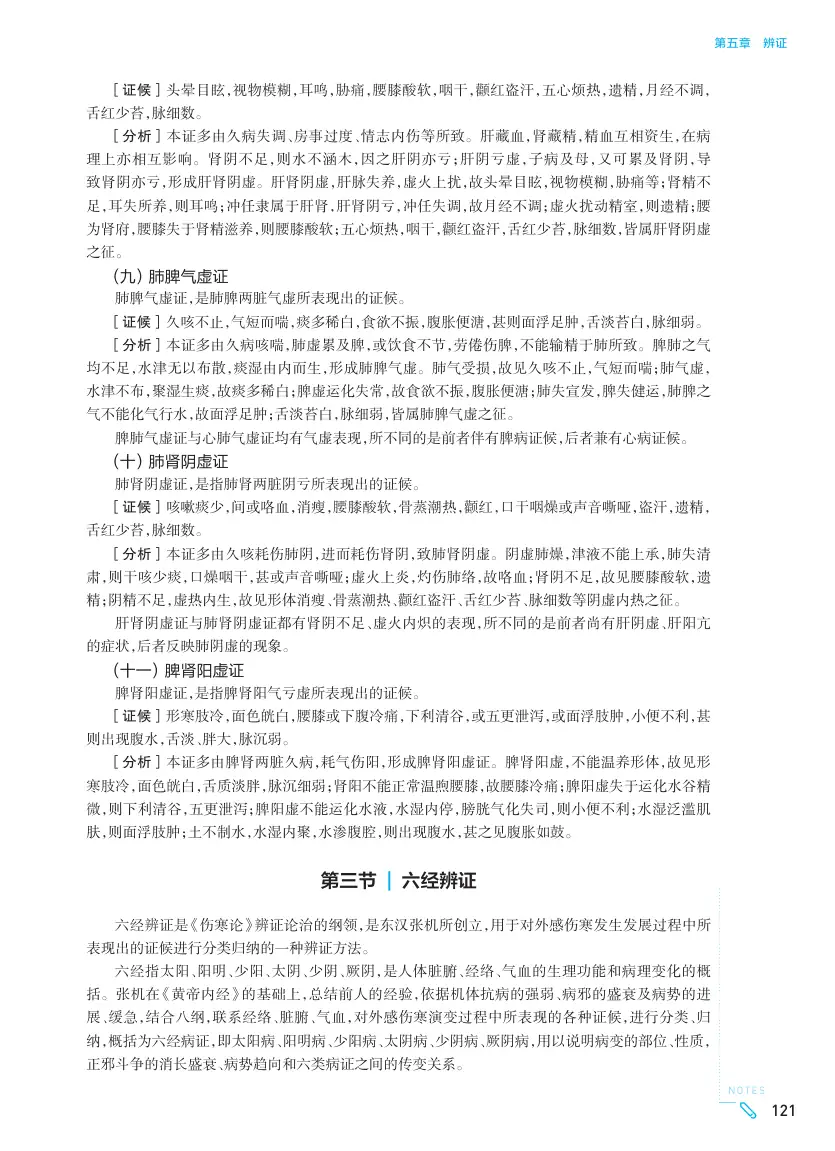 第五章 辨证
［证候］头晕目眩,视物模糊,耳鸣,胁痛,腰膝酸软,咽干,颧红盗汗,五心烦热,遗精,月经不调,
舌红少苔,脉细数。
［分析］本证多由久病失调、房事过度、情志内伤等所致。肝藏血,肾藏精,精血互相资生,在病
理上亦相互影响。肾阴不足,则水不涵木,因之肝阴亦亏;肝阴亏虚,子病及母,又可累及肾阴,导
致肾阴亦亏,形成肝肾阴虚。肝肾阴虚,肝脉失养,虚火上扰,故头晕目眩,视物模糊,胁痛等;肾精不
足,耳失所养,则耳鸣;冲任隶属于肝肾,肝肾阴亏,冲任失调,故月经不调;虚火扰动精室,则遗精;腰
为肾府,腰膝失于肾精滋养,则腰膝酸软;五心烦热,咽干,颧红盗汗,舌红少苔,脉细数,皆属肝肾阴虚
之征。
（九）肺脾气虚证
肺脾气虚证,是肺脾两脏气虚所表现出的证候。
［证候］久咳不止,气短而喘,痰多稀白,食欲不振,腹胀便溏,甚则面浮足肿,舌淡苔白,脉细弱。
［分析］本证多由久病咳喘,肺虚累及脾,或饮食不节,劳倦伤脾,不能输精于肺所致。脾肺之气
均不足,水津无以布散,痰湿由内而生,形成肺脾气虚。肺气受损,故见久咳不止,气短而喘;肺气虚,
水津不布,聚湿生痰,故痰多稀白;脾虚运化失常,故食欲不振,腹胀便溏;肺失宣发,脾失健运,肺脾之
气不能化气行水,故面浮足肿;舌淡苔白,脉细弱,皆属肺脾气虚之征。
脾肺气虚证与心肺气虚证均有气虚表现,所不同的是前者伴有脾病证候,后者兼有心病证候。
（十）肺肾阴虚证
肺肾阴虚证,是指肺肾两脏阴亏所表现出的证候。
［证候］咳嗽痰少,间或咯血,消瘦,腰膝酸软,骨蒸潮热,颧红,口干咽燥或声音嘶哑,盗汗,遗精,
舌红少苔,脉细数。
［分析］本证多由久咳耗伤肺阴,进而耗伤肾阴,致肺肾阴虚。阴虚肺燥,津液不能上承,肺失清
肃,则干咳少痰,口燥咽干,甚或声音嘶哑;虚火上炎,灼伤肺络,故咯血;肾阴不足,故见腰膝酸软,遗
精;阴精不足,虚热内生,故见形体消瘦、骨蒸潮热、颧红盗汗、舌红少苔、脉细数等阴虚内热之征。
肝肾阴虚证与肺肾阴虚证都有肾阴不足、虚火内炽的表现,所不同的是前者尚有肝阴虚、肝阳亢
的症状,后者反映肺阴虚的现象。
（十一）脾肾阳虚证
脾肾阳虚证,是指脾肾阳气亏虚所表现出的证候。
［证候］形寒肢冷,面色㿠白,腰膝或下腹冷痛,下利清谷,或五更泄泻,或面浮肢肿,小便不利,甚
则出现腹水,舌淡、胖大,脉沉弱。
［分析］本证多由脾肾两脏久病,耗气伤阳,形成脾肾阳虚证。脾肾阳虚,不能温养形体,故见形
寒肢冷,面色㿠白,舌质淡胖,脉沉细弱;肾阳不能正常温煦腰膝,故腰膝冷痛;脾阳虚失于运化水谷精
微,则下利清谷,五更泄泻;脾阳虚不能运化水液,水湿内停,膀胱气化失司,则小便不利;水湿泛滥肌
肤,则面浮肢肿;土不制水,水湿内聚,水渗腹腔,则出现腹水,甚之见腹胀如鼓。
第三节 | 六经辨证
六经辨证是《伤寒论》辨证论治的纲领,是东汉张机所创立,用于对外感伤寒发生发展过程中所
表现出的证候进行分类归纳的一种辨证方法。
六经指太阳、阳明、少阳、太阴、少阴、厥阴,是人体脏腑、经络、气血的生理功能和病理变化的概
括。张机在《黄帝内经》的基础上,总结前人的经验,依据机体抗病的强弱、病邪的盛衰及病势的进
展、缓急,结合八纲,联系经络、脏腑、气血,对外感伤寒演变过程中所表现的各种证候,进行分类、归
纳,概括为六经病证,即太阳病、阳明病、少阳病、太阴病、少阴病、厥阴病,用以说明病变的部位、性质,
正邪斗争的消长盛衰、病势趋向和六类病证之间的传变关系。
NOTES
121